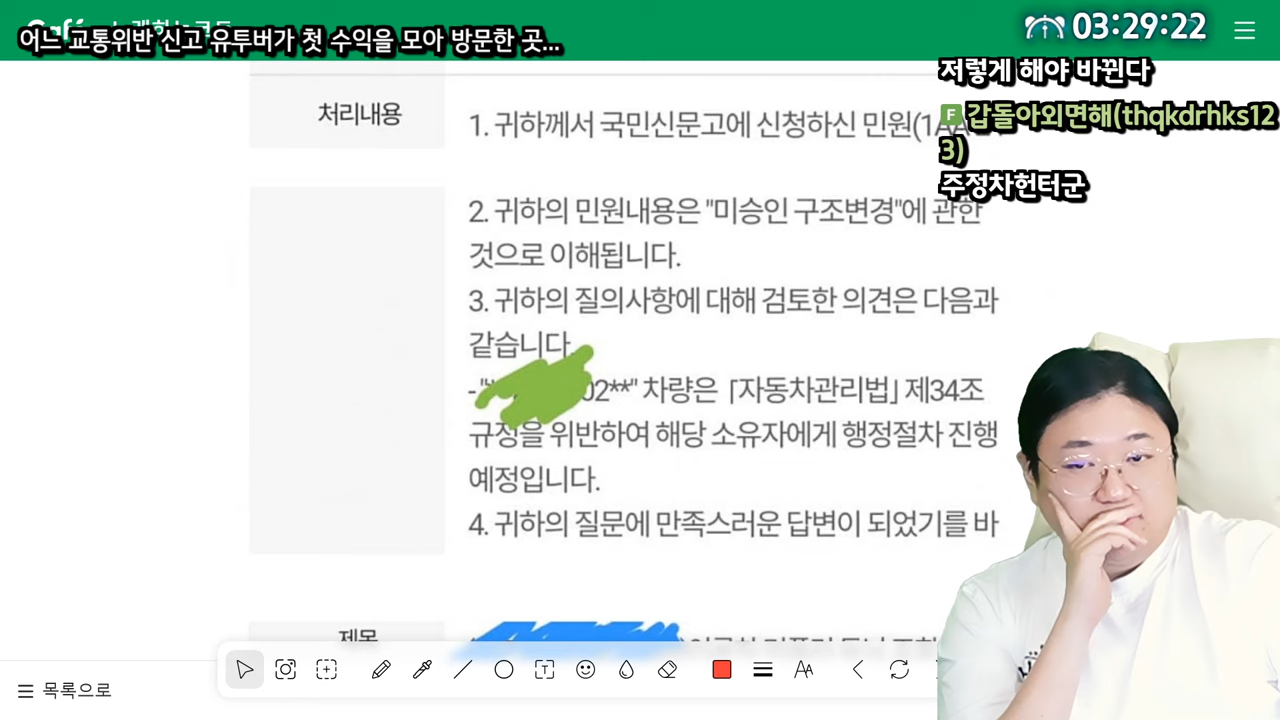 어느 교통위반 신고 유투버가 첫 수익을 모아 방문한 곳...
03:29:22
저렇게 해야 바뀐다
F 갑돌아외면해(thqkdrhks12
3)
주정차헌터군
처리내용
1. 귀하께서 국민신문고에 신청하신 민원(1AA
2. 귀하의 민원내용은 "미승인 구조변경"에 관한
것으로 이해됩니다.
3. 귀하의 질의사항에 대해 검토한 의견은 다음과
같습니다.
-" 02**" 차량은 「자동차관리법」 제34조
규정을 위반하여 해당 소유자에게 행정절차 진행
예정입니다.
4. 귀하의 질문에 만족스러운 답변이 되었기를 바
제목
목록으로